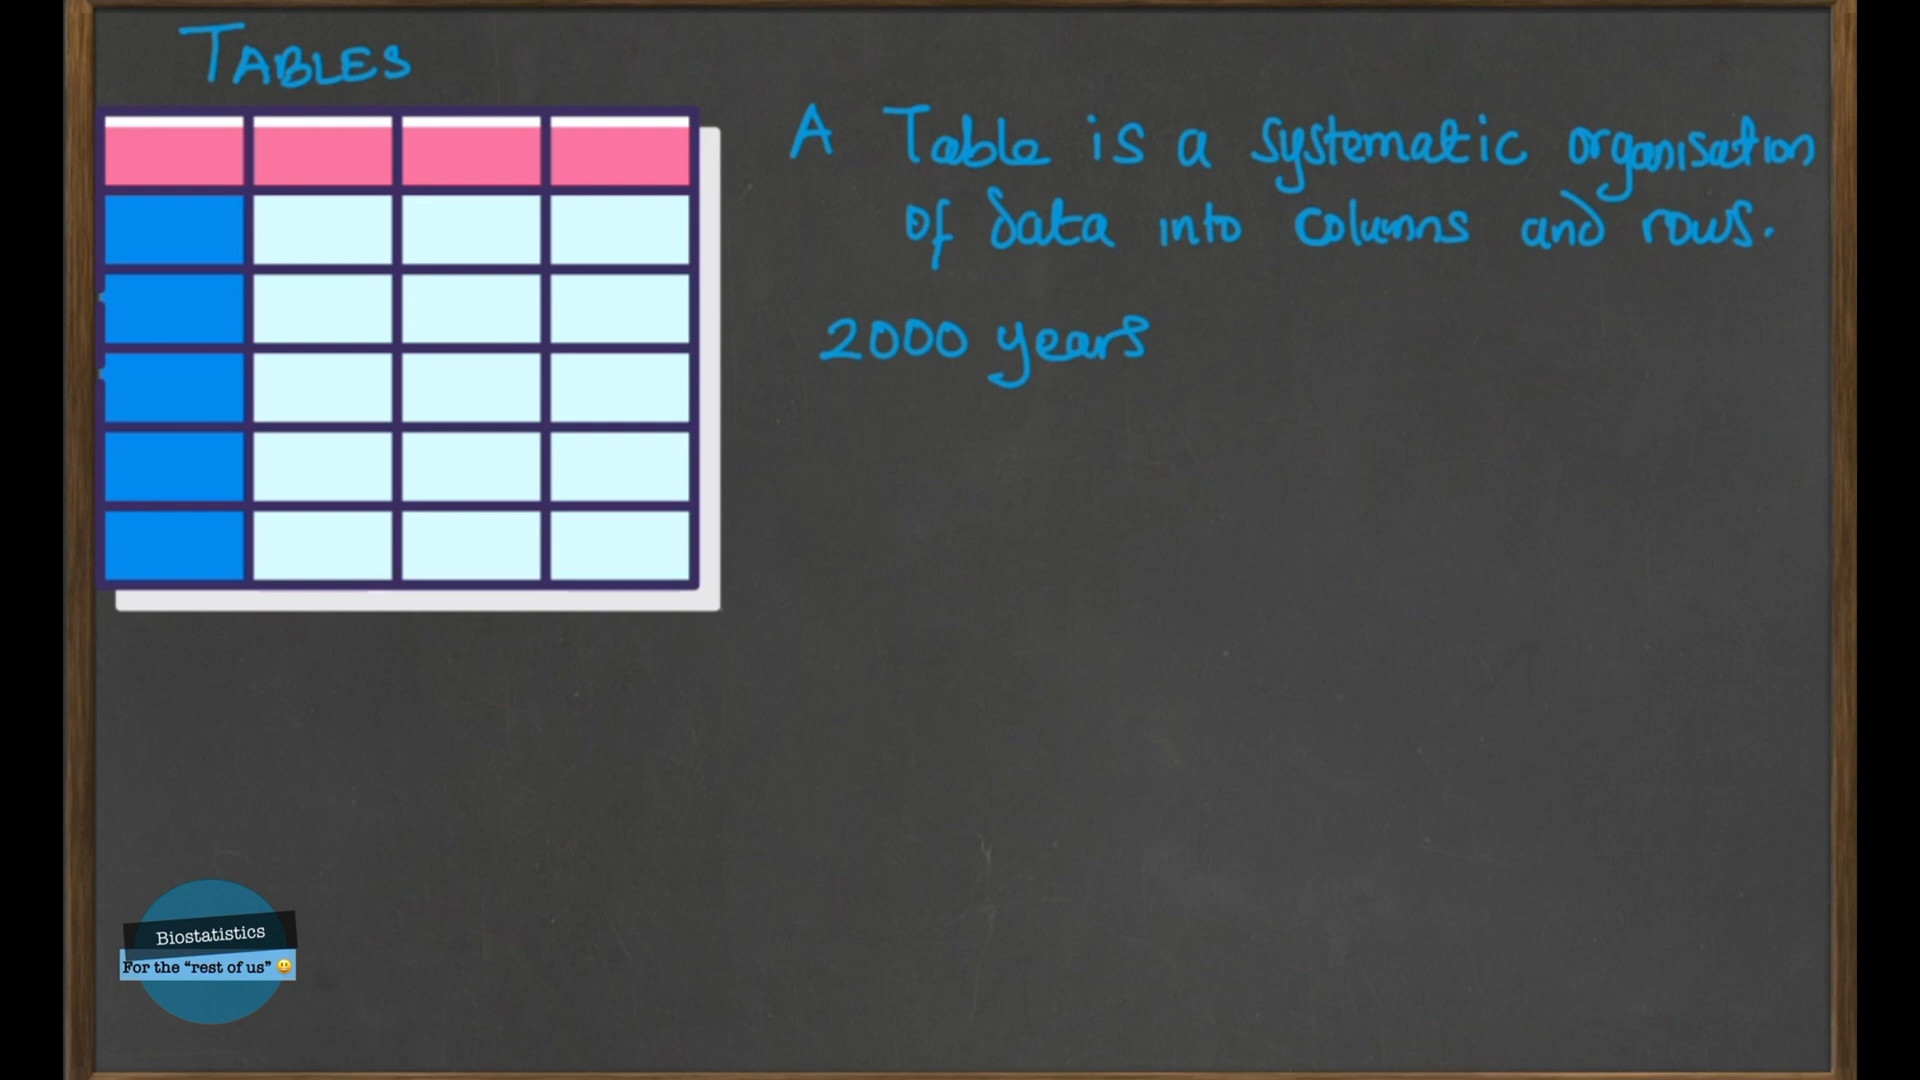 TABLES
A Table is a systematic organisation
of data into columns and rows.
2000 years
Biostatistics
For the “rest of us” 😃